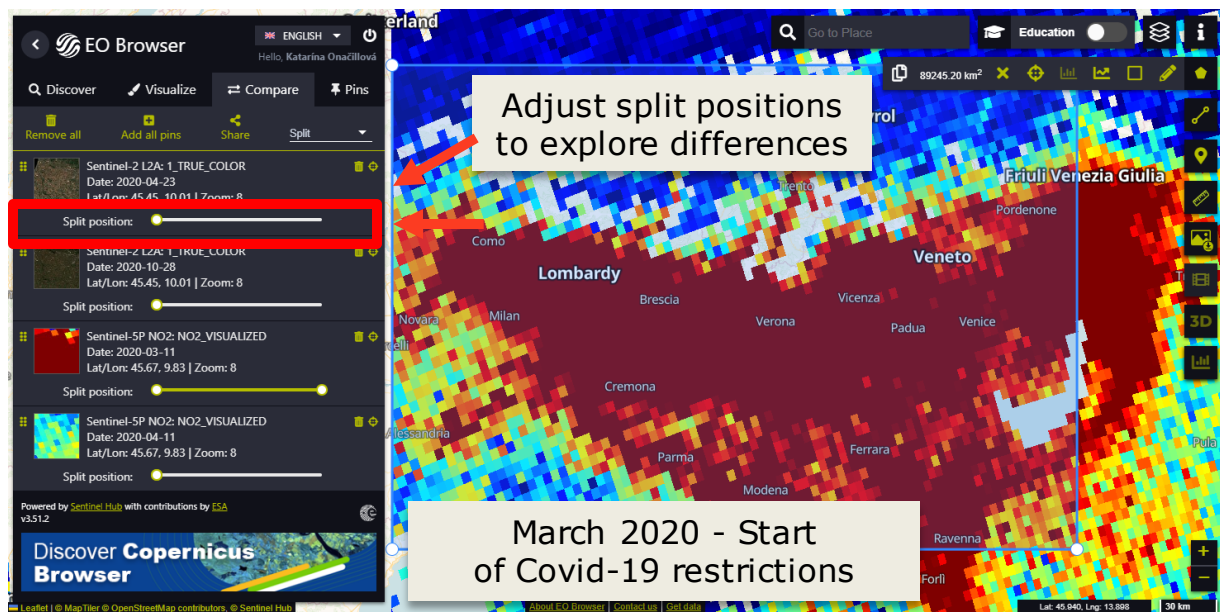 EO Browser
ENGLISH
Hello, Katarína Onačillová
Discover
Visualize
Compare
Pins
Remove all
Add all pins
Share
Split
Sentinel-2 L2A: 1_TRUE_COLOR
Date: 2020-04-23
Lat/Lon: 45.45, 10.01 | Zoom: 8
Split position:
Sentinel-2 L2A: 1_TRUE_COLOR
Date: 2020-10-28
Lat/Lon: 45.45, 10.01 | Zoom: 8
Split position:
Sentinel-5P NO2: NO2_VISUALIZED
Date: 2020-03-11
Lat/Lon: 45.67, 9.83 | Zoom: 8
Split position:
Sentinel-5P NO2: NO2_VISUALIZED
Date: 2020-04-11
Lat/Lon: 45.67, 9.83 | Zoom: 8
Split position:
Powered by Sentinel Hub with contributions by ESA
v3.51.2
Discover Copernicus
Browser
Leaflet | © MapTiler © OpenStreetMap contributors, © Sentinel Hub
erland
Go to Place
Education
89245.20 km²
Adjust split positions
to explore differences
yrol
Trento
Friuli Venezia Giulia
Pordenone
Como
Veneto
Lombardy
Brescia
Vicenza
Novara
Milan
Verona
Padua
Venice
3D
Cremona
Alessandria
Parma
Ferrara
Pula
Modena
March 2020 - Start
of Covid-19 restrictions
Ravenna
Forlì
About EO Browser | Contact us | Get data
Lat: 45.940, Lng: 13.898
30 km